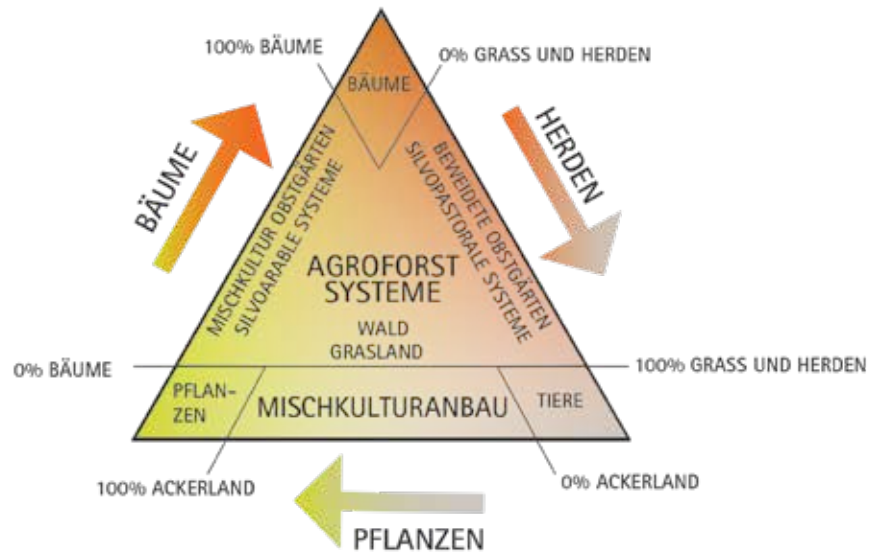 100% BÄUME
0% GRASS UND HERDEN
BÄUME
BÄUME
HERDEN
MISCHKULTUR OBSTGÄRTEN
SILVOARABLE SYSTEME
BEWEIDETE OBSTGÄRTEN
SILVOPASTORALE SYSTEME
AGROFORST
SYSTEME
WALD
GRASLAND
0% BÄUME
100% GRASS UND HERDEN
PFLAN-
ZEN
MISCHKULTURANBAU
TIERE
100% ACKERLAND
0% ACKERLAND
PFLANZEN